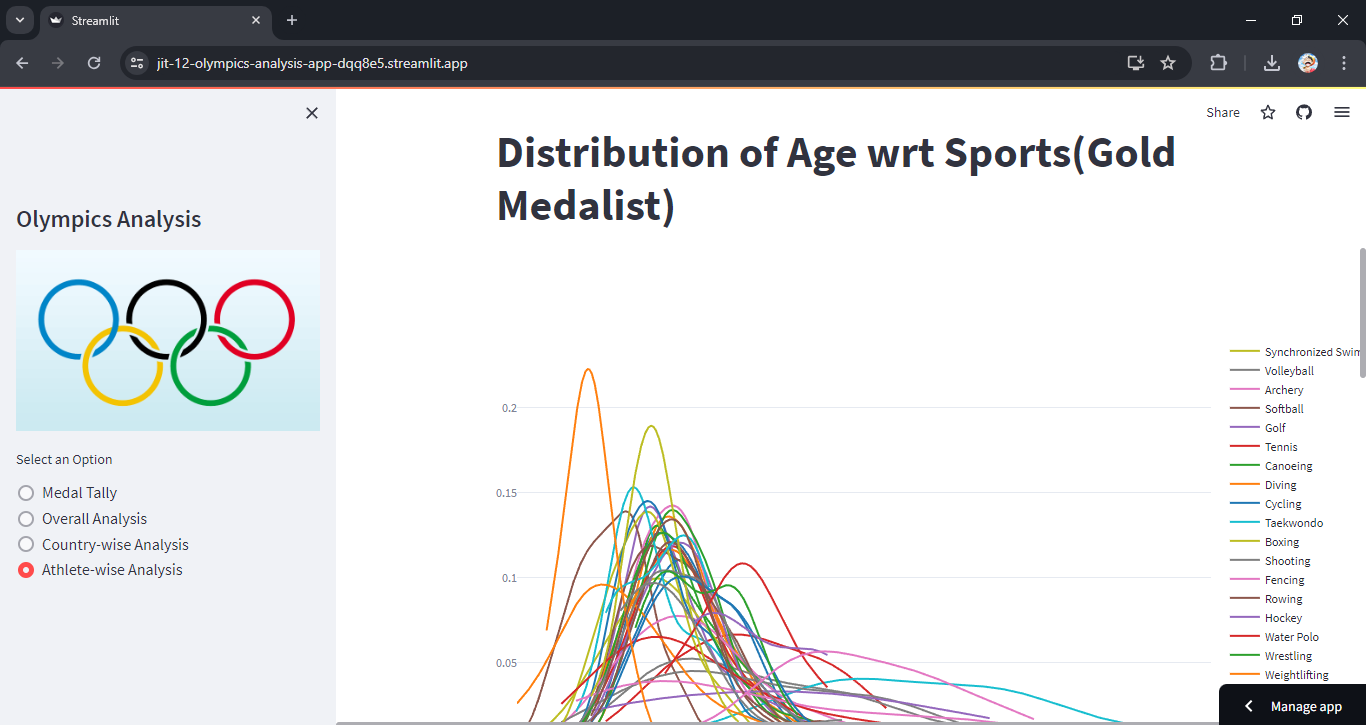 Streamlit
jit-12-olympics-analysis-app-dqq8e5.streamlit.app
Share
Olympics Analysis
Select an Option
Medal Tally
Overall Analysis
Country-wise Analysis
Athlete-wise Analysis
Distribution of Age wrt Sports(Gold
Medalist)
0.2
0.15
0.1
0.05
Synchronized Swim
Volleyball
Archery
Softball
Golf
Tennis
Canoeing
Diving
Cycling
Taekwondo
Boxing
Shooting
Fencing
Rowing
Hockey
Water Polo
Wrestling
Weightlifting
Manage app